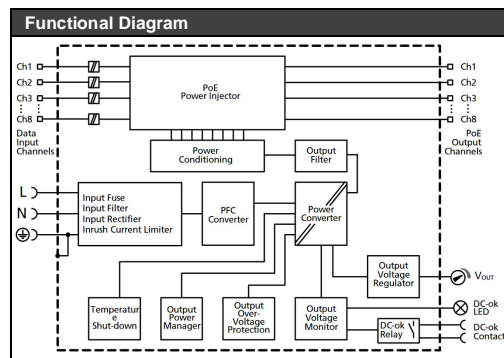 Functional Diagram
Ch1
Ch2
Ch3
Ch8
Data
Input
Channels
PoE
Power Injector
Ch1
Ch2
Ch3
Ch8
PoE
Output
Channels
Power
Conditioning
Output
Filter
L
N
Input Fuse
Input Filter
Input Rectifier
Inrush Current Limiter
PFC
Converter
Power
Converter
Output
Voltage
Regulator
VOUT
Temperatur
e
Shut-down
Output
Power
Manager
Output
Over-
Voltage
Protection
Output
Voltage
Monitor
DC-ok
Relay
DC-ok
LED
DC-ok
Contact